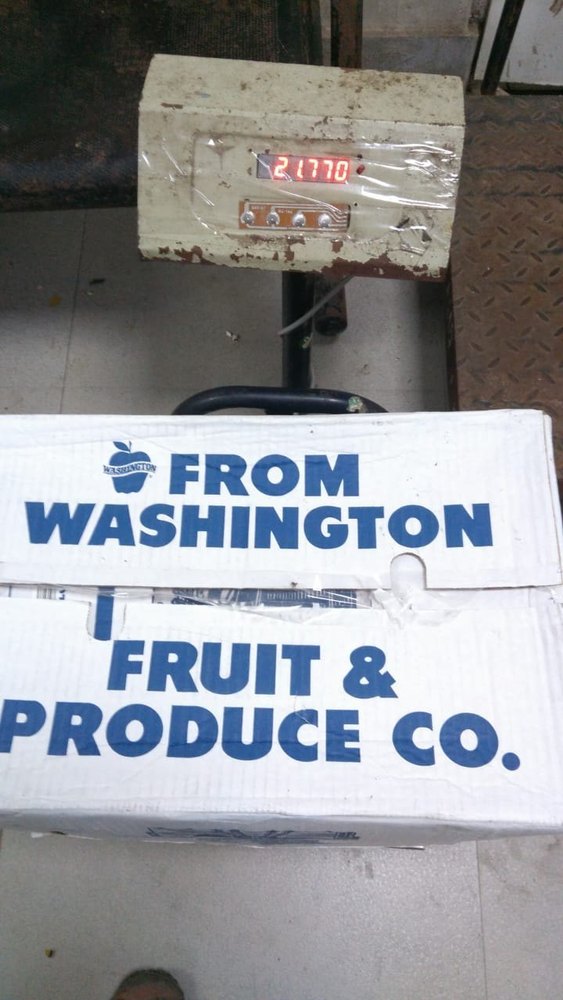 21.770
WASHINGTON
FROM
WASHINGTON
FRUIT &
PRODUCE CO.